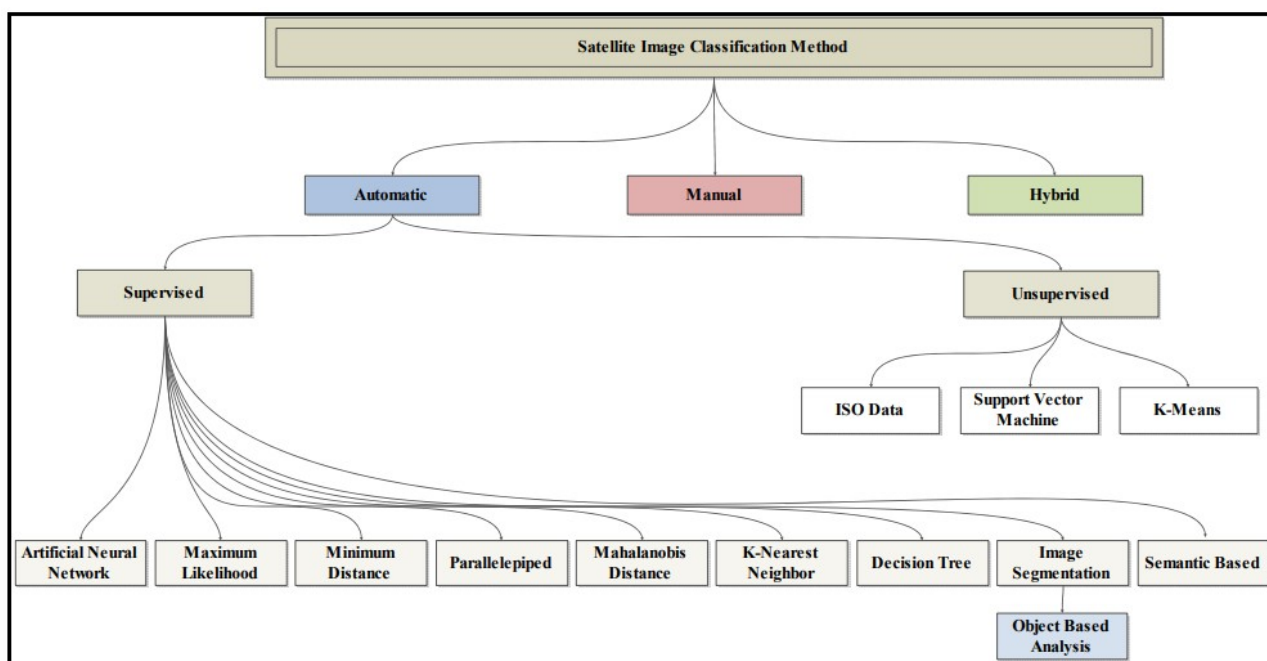 Satellite Image Classification Method
Automatic
Manual
Hybrid
Supervised
Unsupervised
ISO Data
Support Vector
Machine
K-Means
Artificial Neural
Network
Maximum
Likelihood
Minimum
Distance
Parallelepiped
Mahalanobis
Distance
K-Nearest
Neighbor
Decision Tree
Image
Segmentation
Semantic Based
Object Based
Analysis